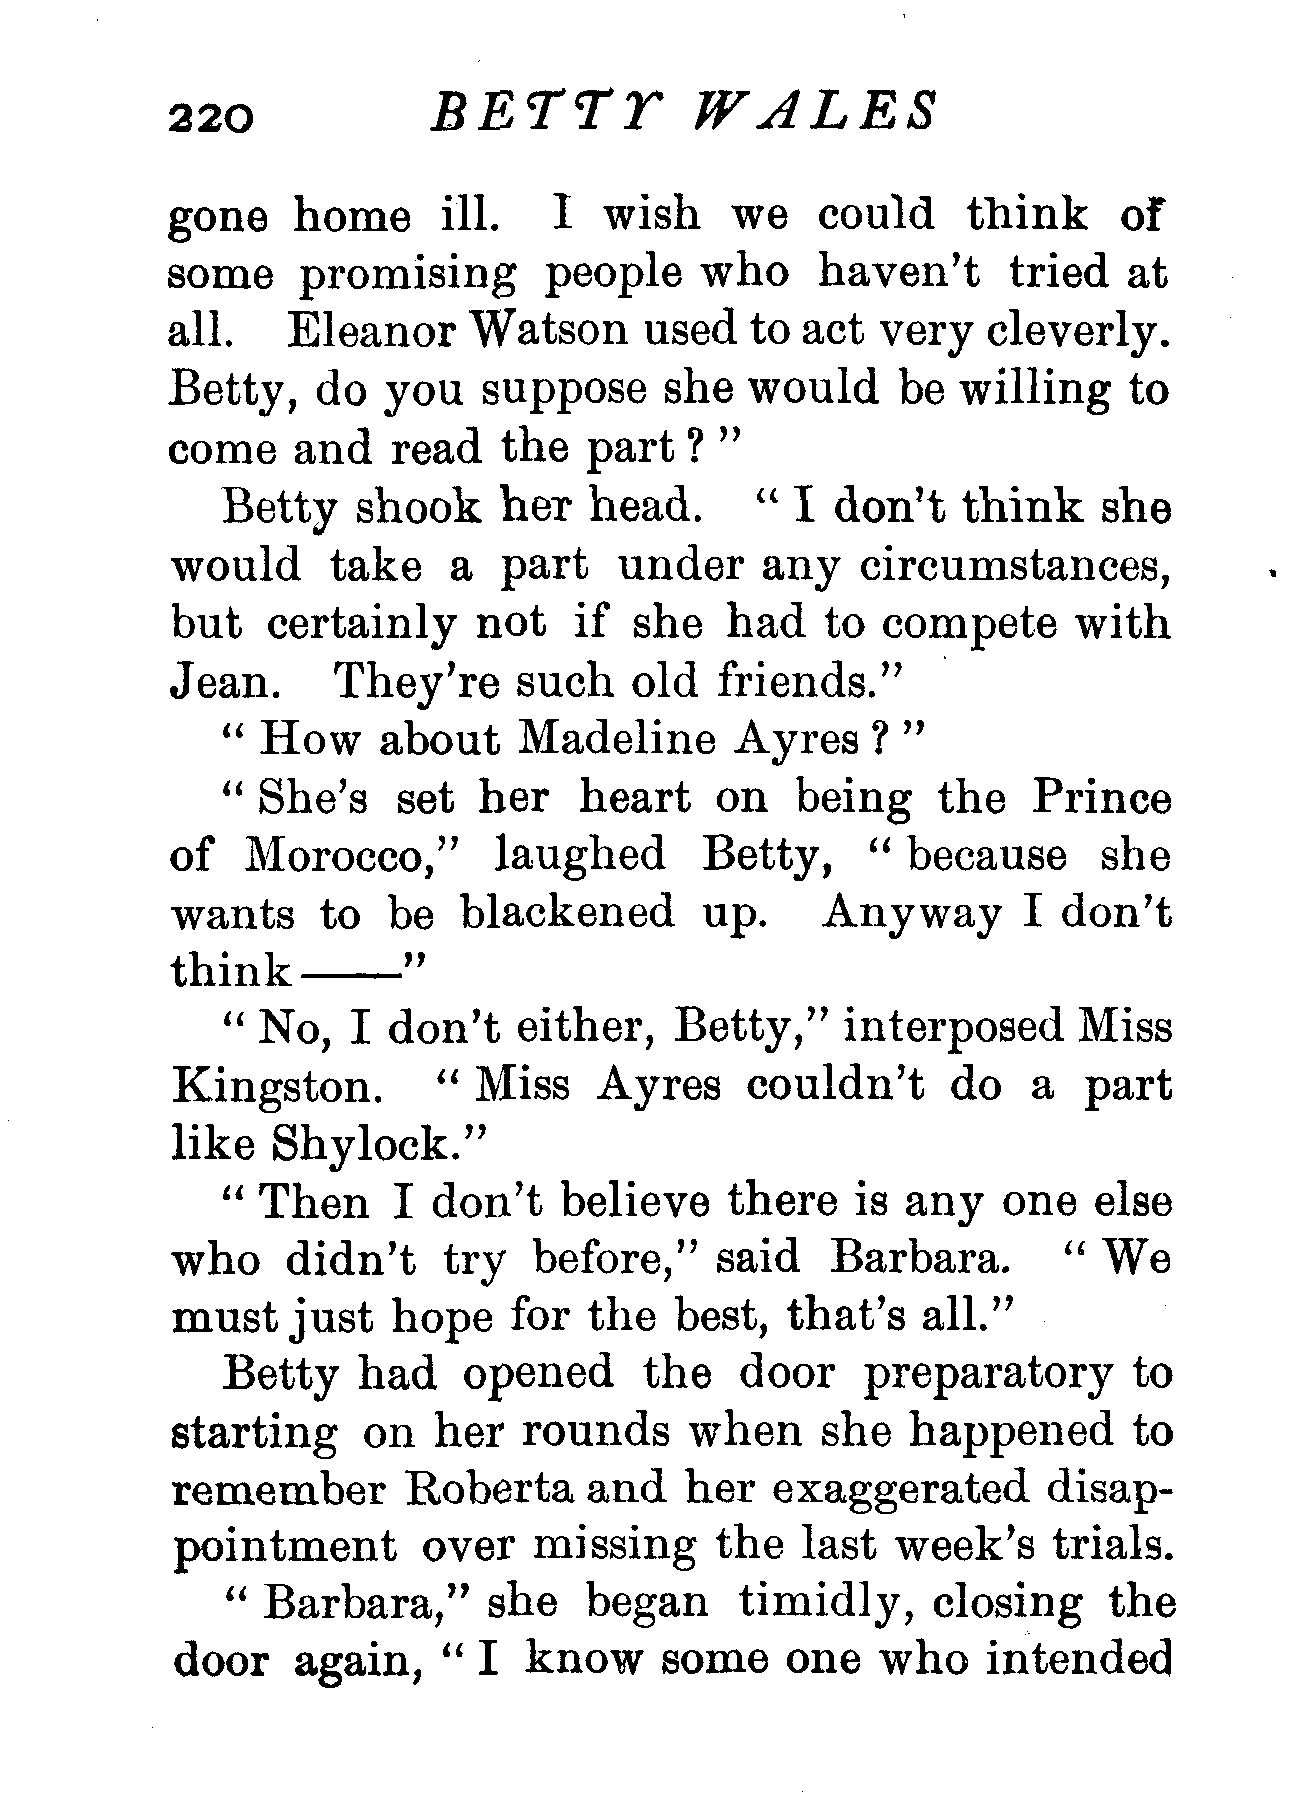 220 BETTY WALES
gone home ill. I wish we could think of
some promising people who haven't tried at
all. Eleanor Watson used to act very cleverly.
Betty, do you suppose she would be willing to
come and read the part ? "
Betty shook her head. " I don't think she
would take a part under any circumstances,
but certainly not if she had to compete with
Jean. They're such old friends."
" How about Madeline Ayres ? "
" She's set her heart on being the Prince
of Morocco," laughed Betty, " because she
wants to be blackened up. Anyway I don't
think——"
" No, I don't either, Betty," interposed Miss
Kingston. " Miss Ayres couldn't do a part
like Shylock."
" Then I don't believe there is any one else
who didn't try before," said Barbara. " We
must just hope for the best, that's all."
Betty had opened the door preparatory to
starting on her rounds when she happened to
remember Roberta and her exaggerated disap-
pointment over missing the last week's trials.
" Barbara," she began timidly, closing the
door again, " I know some one who intended